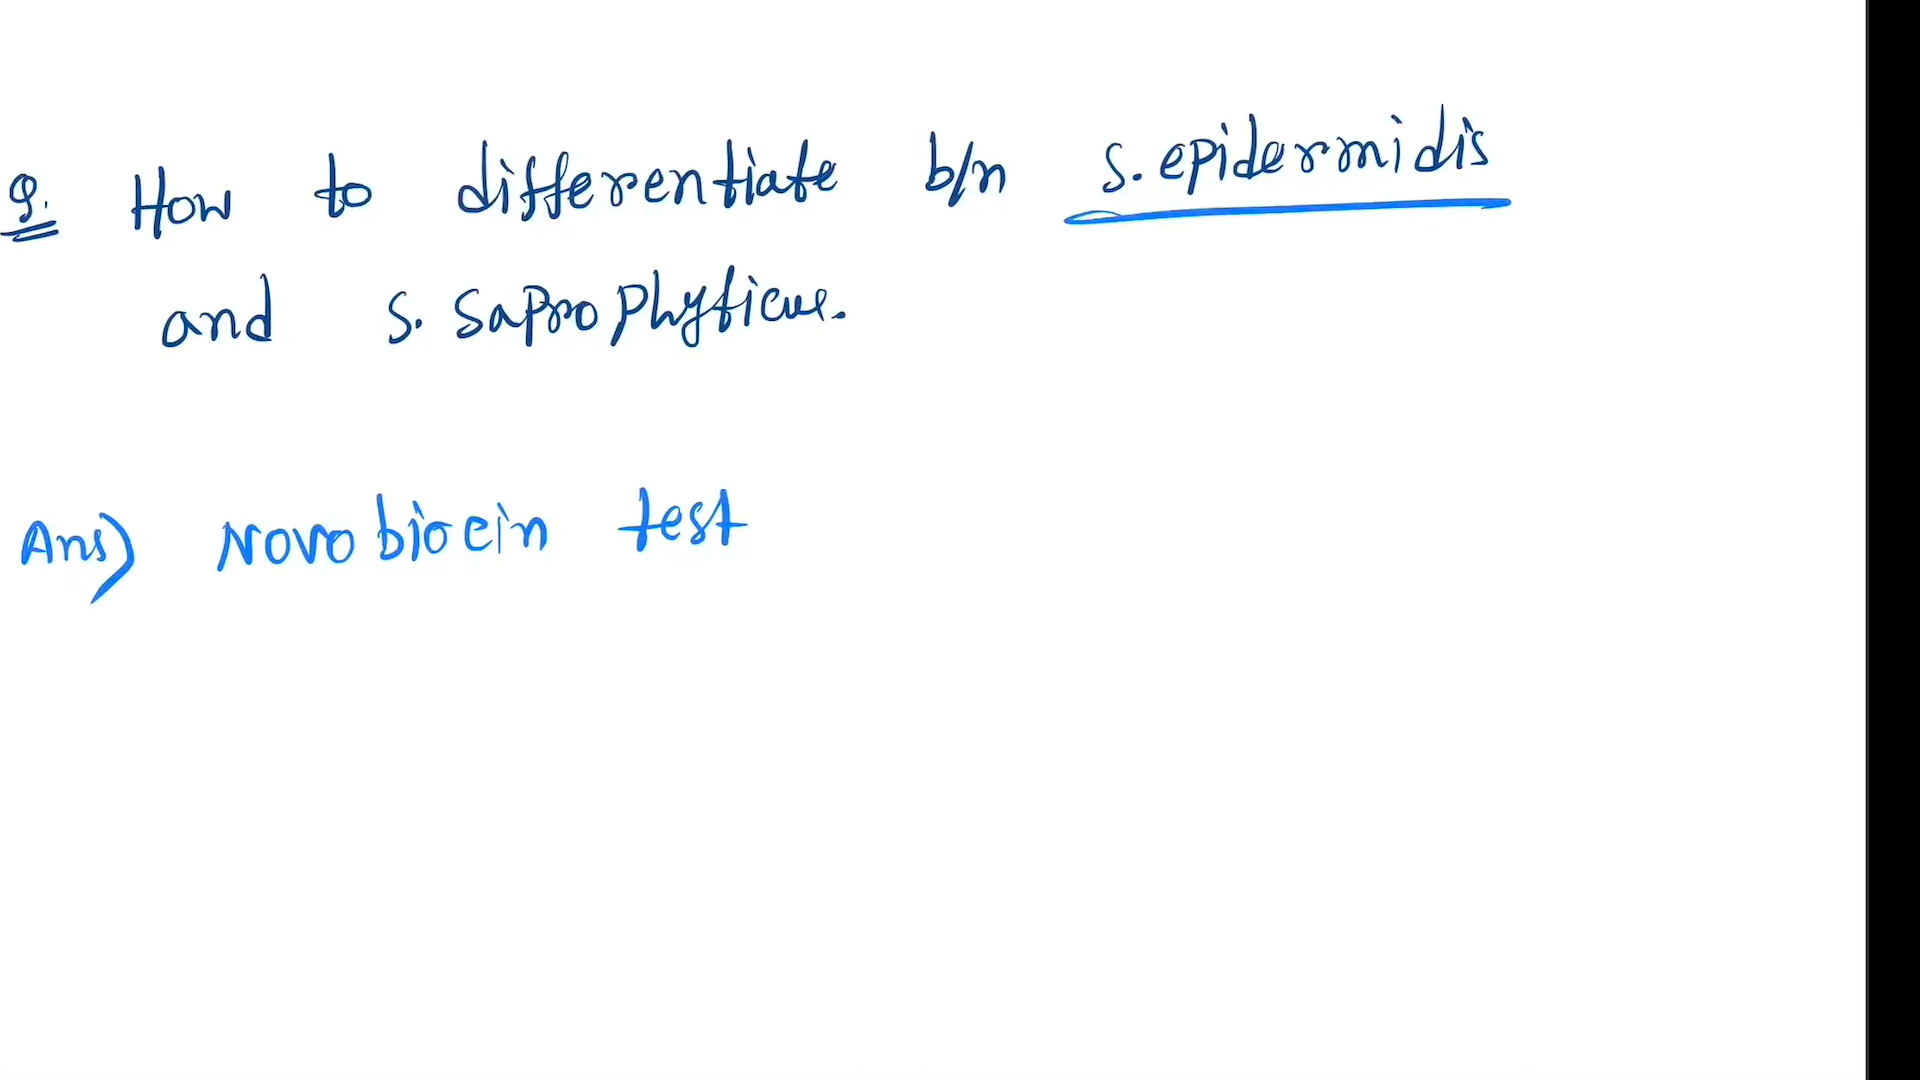 Q. How to differentiate b/n S. epidermidis
and S. saprophyticus.
Ans) Novobiocin test